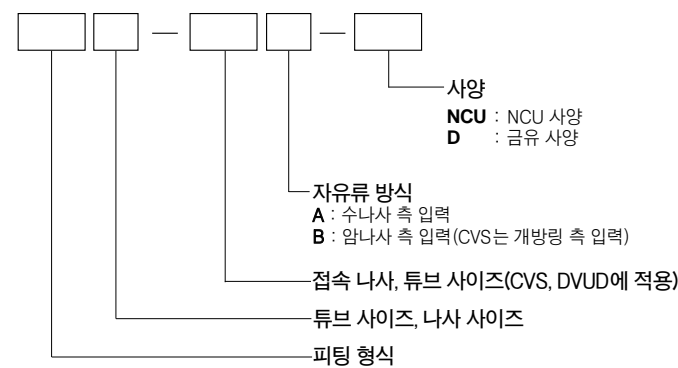 사양
NCU : NCU 사양
D : 금유 사양
자유류 방식
A : 수나사 측 입력
B : 암나사 측 입력(CVS는 개방링 측 입력)
접속 나사, 튜브 사이즈(CVS, DVUD에 적용)
튜브 사이즈, 나사 사이즈
피팅 형식